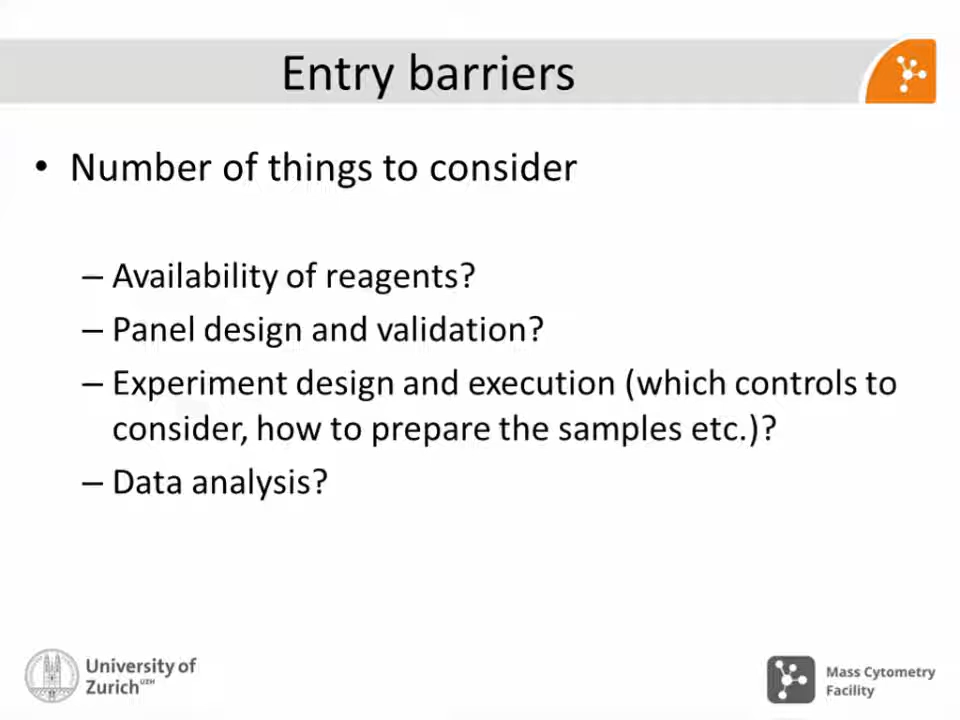 Entry barriers
• Number of things to consider
– Availability of reagents?
– Panel design and validation?
– Experiment design and execution (which controls to
consider, how to prepare the samples etc.)?
– Data analysis?
University of
Zurich UZH
Mass Cytometry
Facility